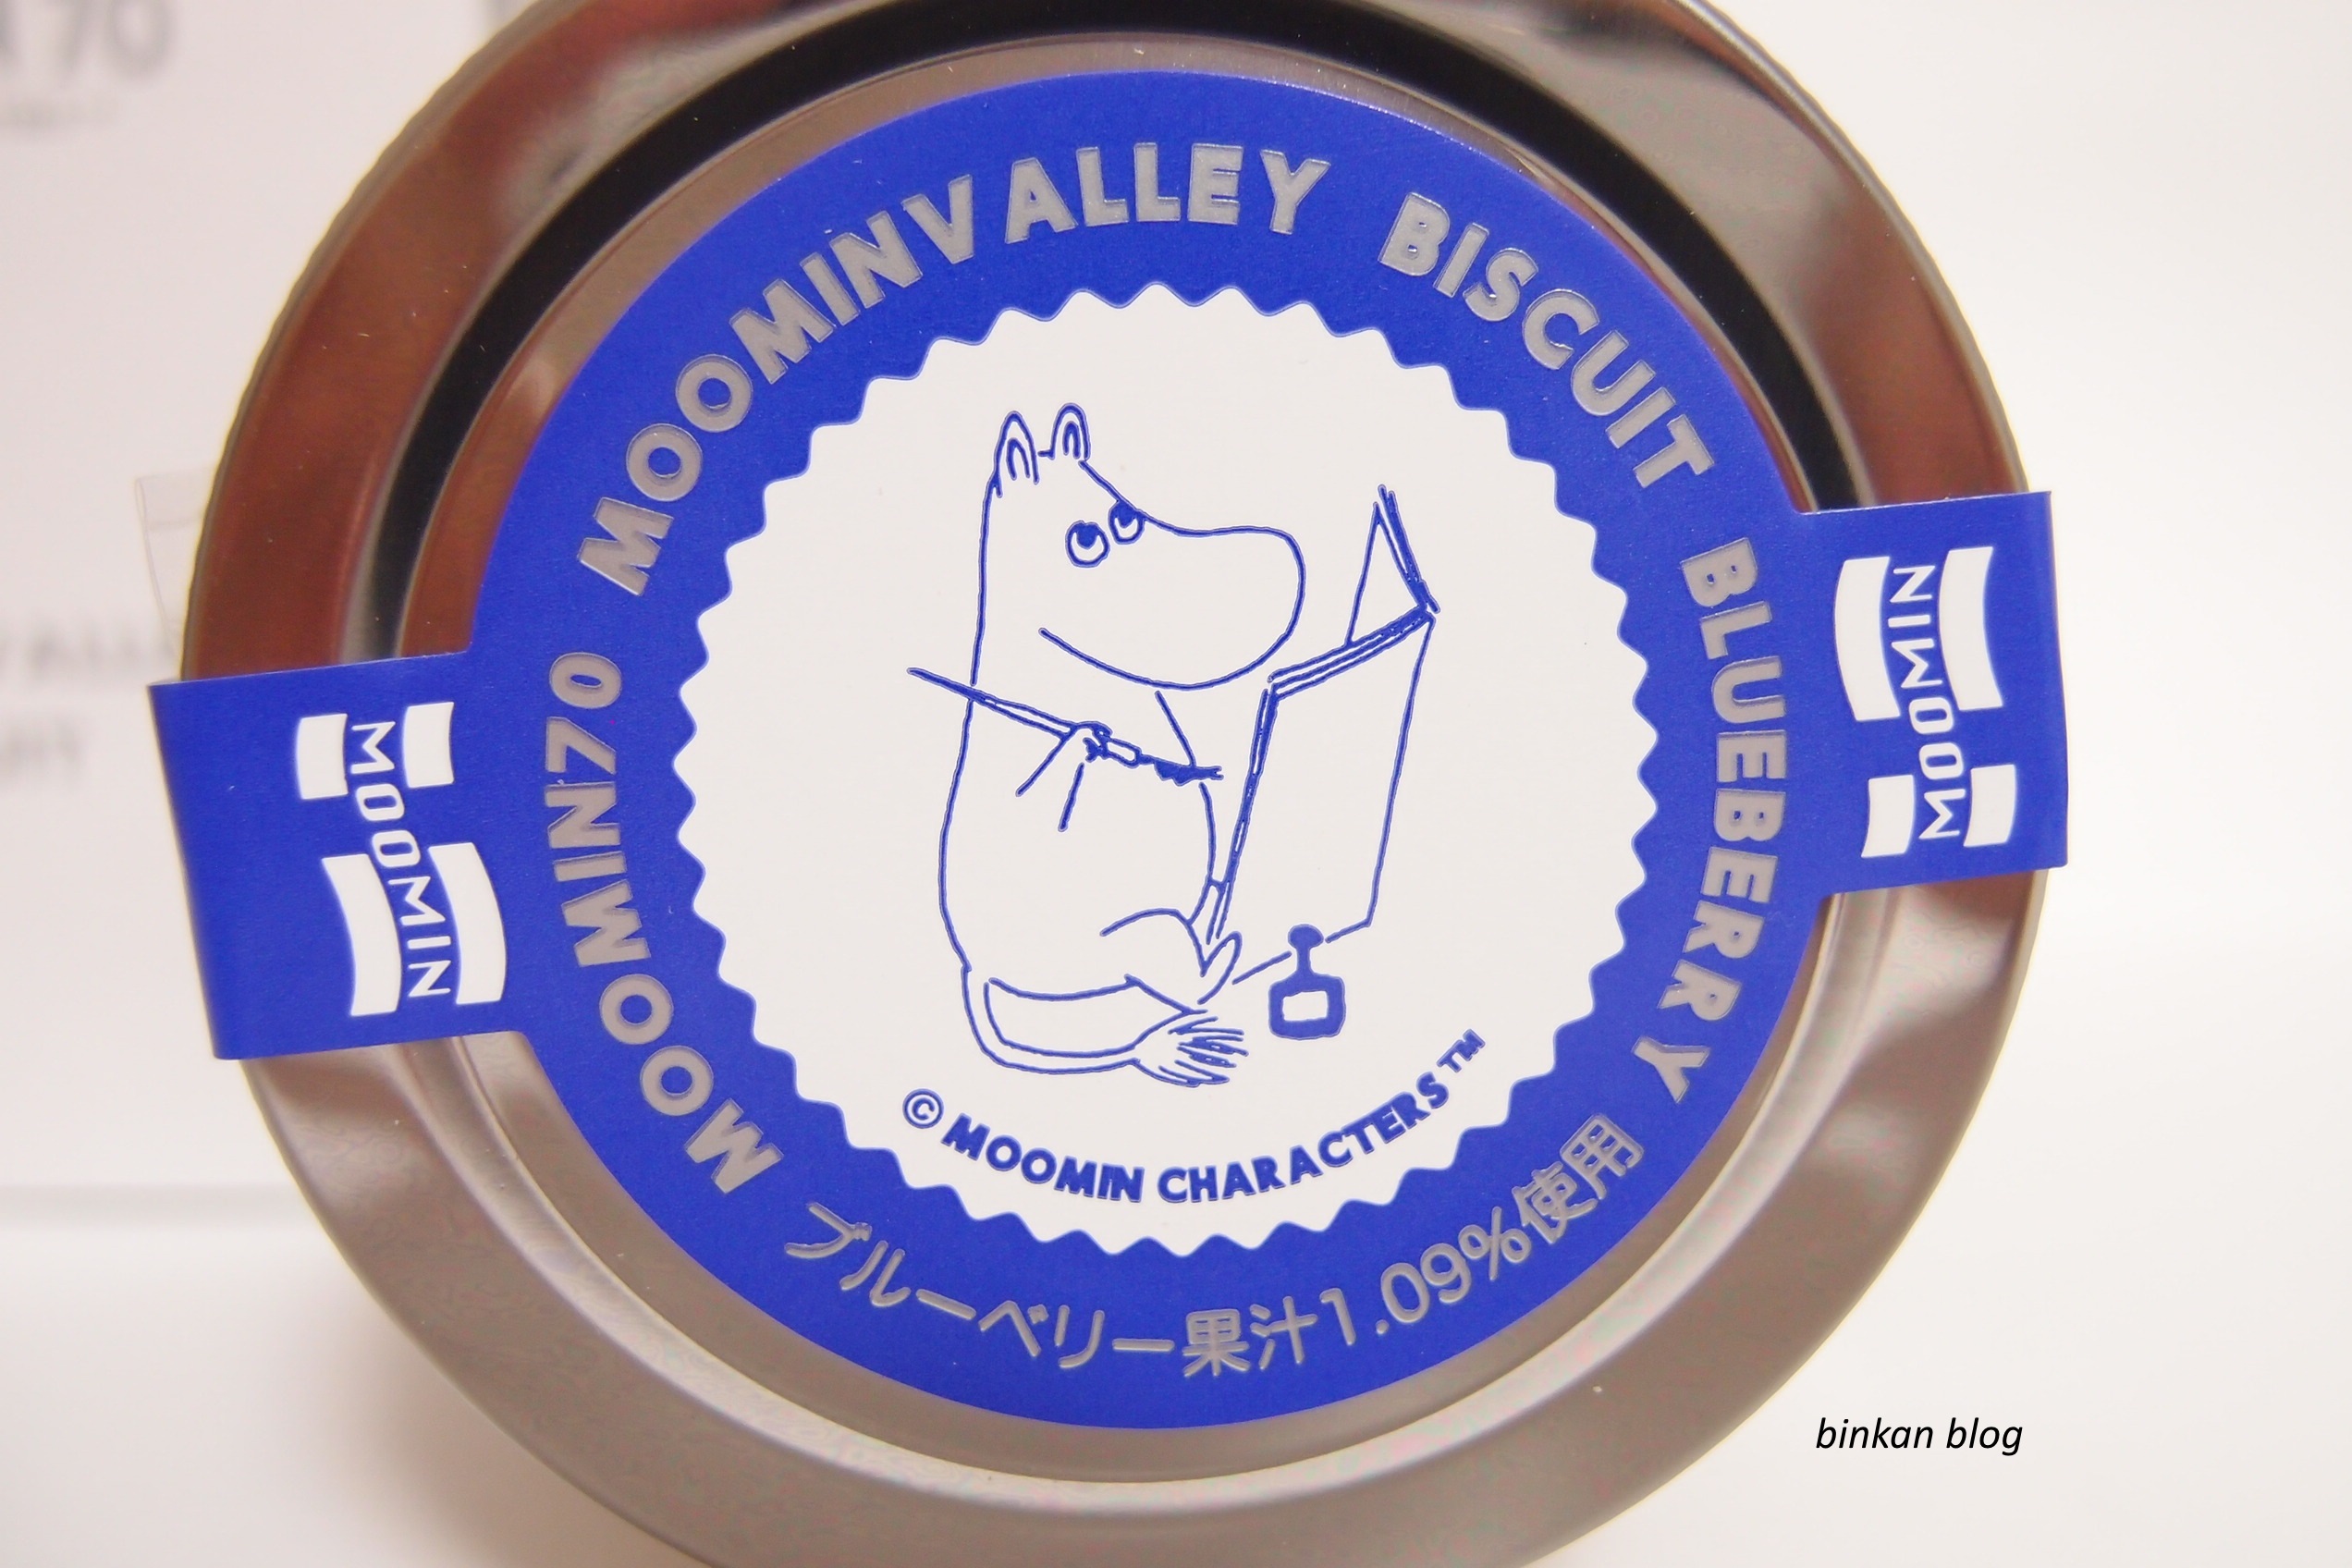 170
MOOMINVALLEY BISCUIT BLUEBERRY
MOOMIN70
MOOMIN
MOOMIN
© MOOMIN CHARACTERS™
ブルーベリー果汁1.09%使用
binkan blog